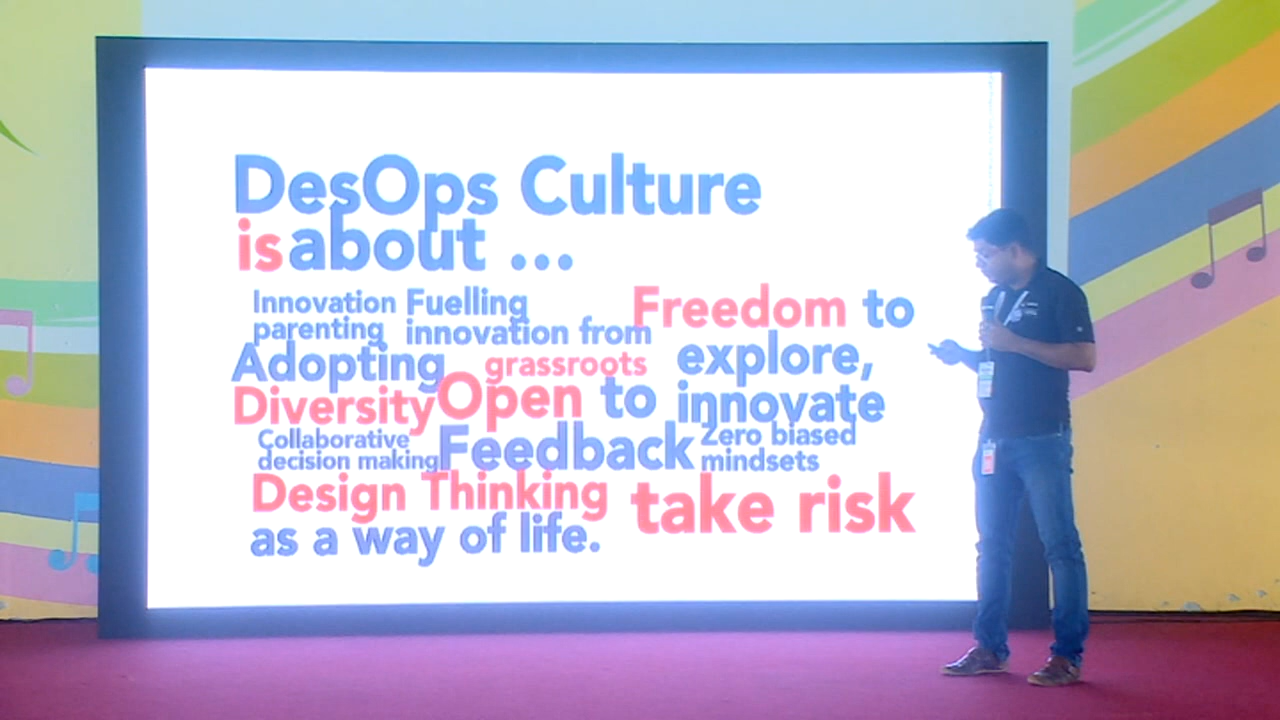 DesOps Culture
is about ...
Innovation
parenting
Fuelling
innovation from
grassroots
Freedom to
explore,
innovate
Adopting
Diversity
Open to
Feedback
Collaborative
decision making
Zero biased
mindsets
Design Thinking
as a way of life.
take risk